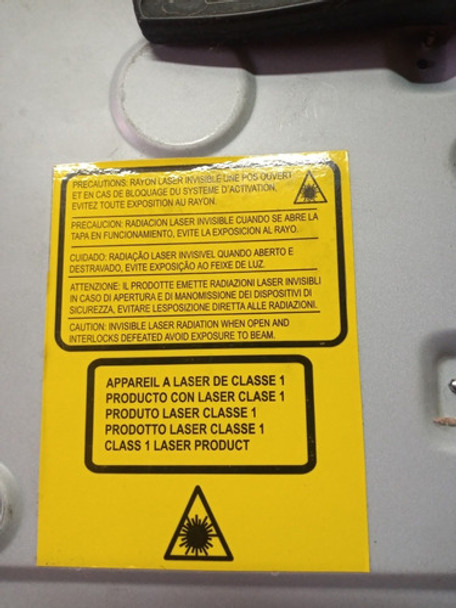 PRECAUTIONS: RAYON LASER INVISIBLE UNE FOS OUVERT
ET EN CAS DE BLOQUAGE DU SYSTEME D'ACTIVATION,
EVITEZ TOUTE EXPOSITION AU RAYON.
PRECAUCION: RADIACION LASER INVISIBLE CUANDO SE ABRE LA
TAPA EN FUNCIONAMIENTO, EVITE LA EXPOSICION AL RAYO.
CUIDADO: RADIAÇÃO LASER INVISIVEL QUANDO ABERTO E
DESTRAVADO, EVITE EXPOSIÇÃO AO FEIXE DE LUZ.
ATTENZIONE: IL PRODOTTE EMETTE RADIAZIONI LASER INVISIBLI
IN CASO DI APERTURA E DI MANOMISSIONE DEI DISPOSITIVI DI
SICUREZZA, EVITARE LESPOSIZIONE DIRETTA ALLE RADIAZIONI.
CAUTION: INVISIBLE LASER RADIATION WHEN OPEN AND
INTERLOCKS DEFEATED AVOID EXPOSURE TO BEAM.
APPAREIL A LASER DE CLASSE 1
PRODUCTO CON LASER CLASE 1
PRODUTO LASER CLASSE 1
PRODOTTO LASER CLASSE 1
CLASS 1 LASER PRODUCT